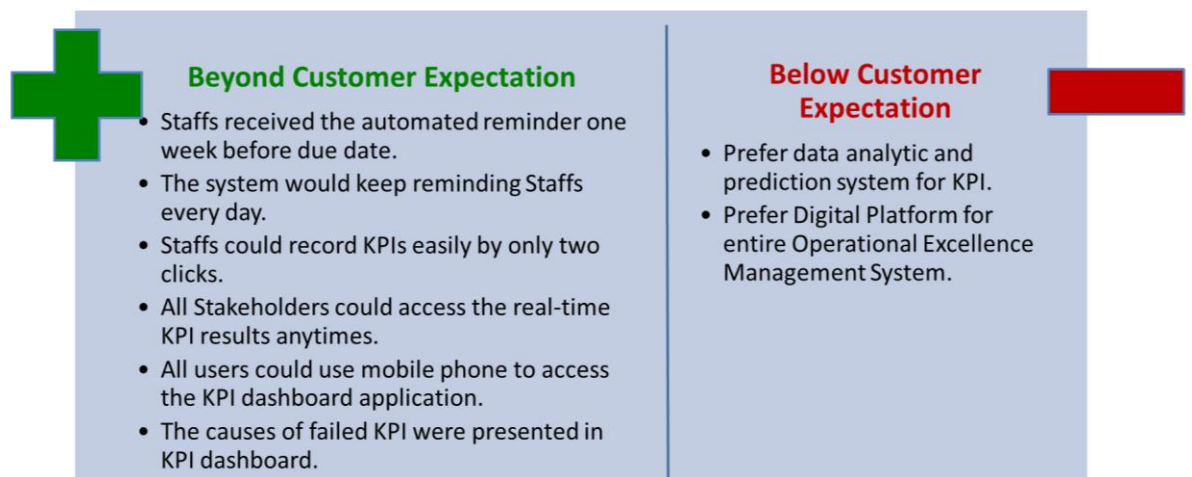 Beyond Customer Expectation
• Staffs received the automated reminder one
week before due date.
• The system would keep reminding Staffs
every day.
• Staffs could record KPIs easily by only two
clicks.
• All Stakeholders could access the real-time
KPI results anytimes.
• All users could use mobile phone to access
the KPI dashboard application.
• The causes of failed KPI were presented in
KPI dashboard.
Below Customer
Expectation
• Prefer data analytic and
prediction system for KPI.
• Prefer Digital Platform for
entire Operational Excellence
Management System.